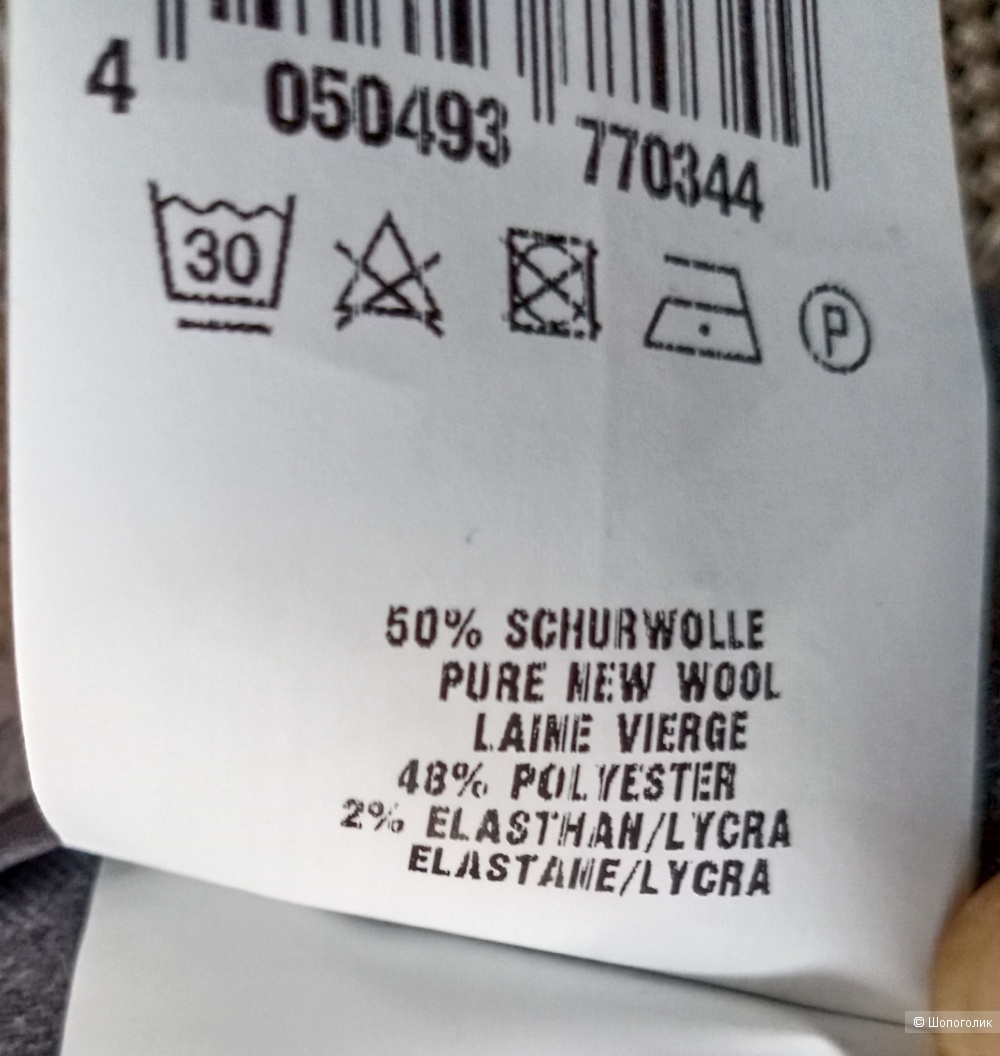 4 050493 770344
30
P
50% SCHURWOLLE
PURE NEW WOOL
LAINE VIERGE
48% POLYESTER
2% ELASTHAN/LYCRA
ELASTANE/LYCRA
© Шопоголик